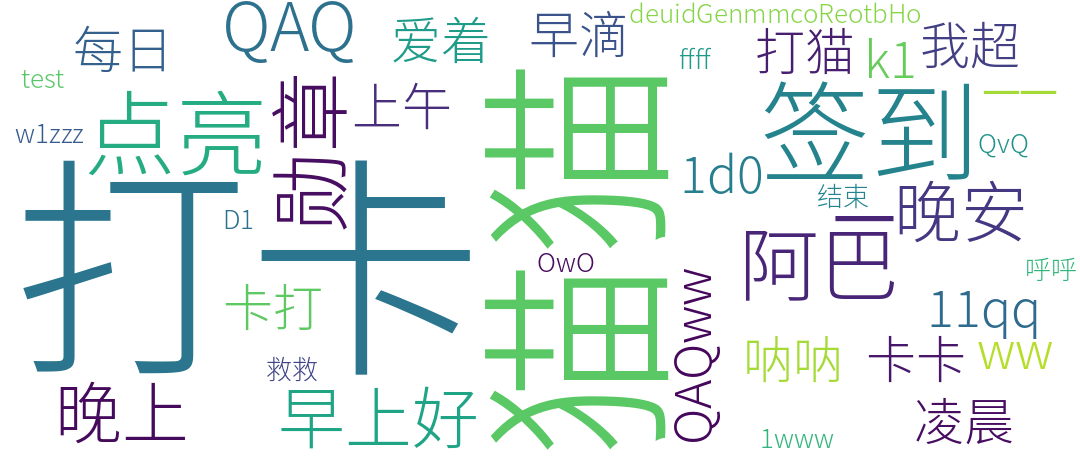 QAQ
爱着
早滴
deuidGenmmcoReotbHo
每日
打猫
k1
我超
ffff
test
点亮
勋章
上午
猫猫
签到
一一
w1zzz
QvQ
1d0
结束
晚安
打卡
D1
OwO
阿巴
呼呼
卡打
QAQww
11qq
救救
呐呐
卡卡
ww
晚上
早上好
1www
凌晨